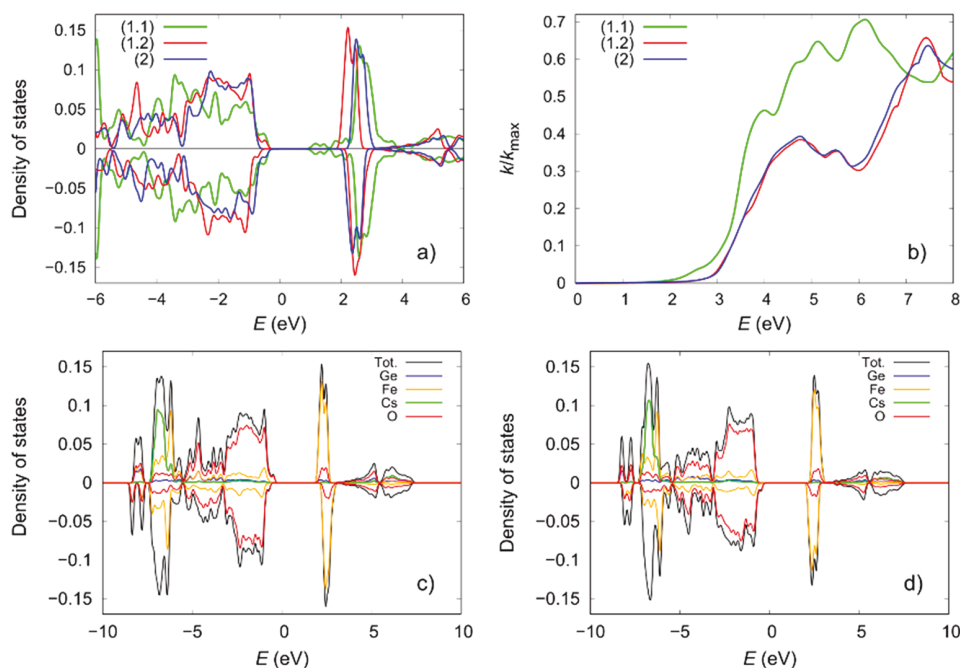 (1.1)
(1.2)
(2)
0.15
0.1
0.05
0
−0.05
−0.1
−0.15
Density of states
a)
−6 −4 −2 0 2 4 6
E (eV)
(1.1)
(1.2)
(2)
0.7
0.6
0.5
0.4
0.3
0.2
0.1
0
k/kmax
b)
0 1 2 3 4 5 6 7 8
E (eV)
Tot.
Ge
Fe
Cs
O
0.15
0.1
0.05
0
−0.05
−0.1
−0.15
Density of states
c)
−10 −5 0 5 10
E (eV)
Tot.
Ge
Fe
Cs
O
0.15
0.1
0.05
0
−0.05
−0.1
−0.15
Density of states
d)
−10 −5 0 5 10
E (eV)